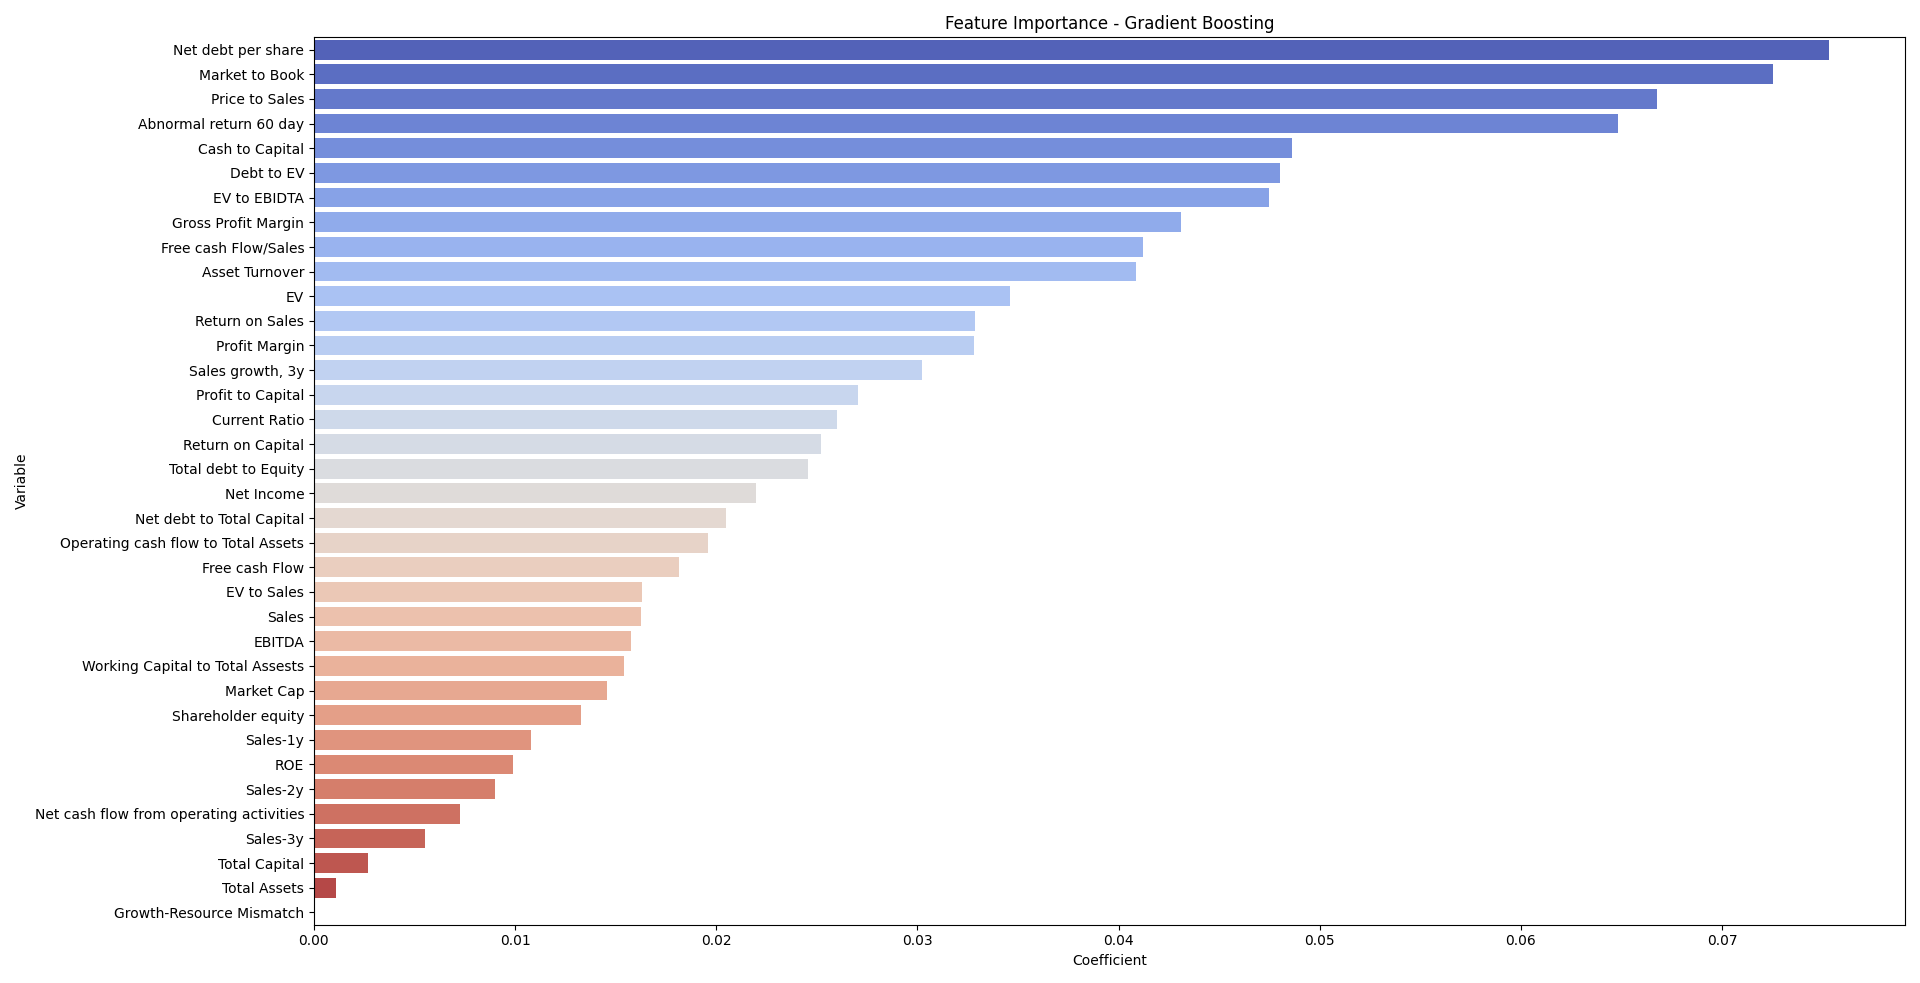 Feature Importance - Gradient Boosting
Net debt per share
Market to Book
Price to Sales
Abnormal return 60 day
Cash to Capital
Debt to EV
EV to EBIDTA
Gross Profit Margin
Free cash Flow/Sales
Asset Turnover
EV
Return on Sales
Profit Margin
Sales growth, 3y
Profit to Capital
Current Ratio
Return on Capital
Total debt to Equity
Net Income
Net debt to Total Capital
Operating cash flow to Total Assets
Free cash Flow
EV to Sales
Sales
EBITDA
Working Capital to Total Assests
Market Cap
Shareholder equity
Sales-1y
ROE
Sales-2y
Net cash flow from operating activities
Sales-3y
Total Capital
Total Assets
Growth-Resource Mismatch
Variable
0.00 0.01 0.02 0.03 0.04 0.05 0.06 0.07
Coefficient